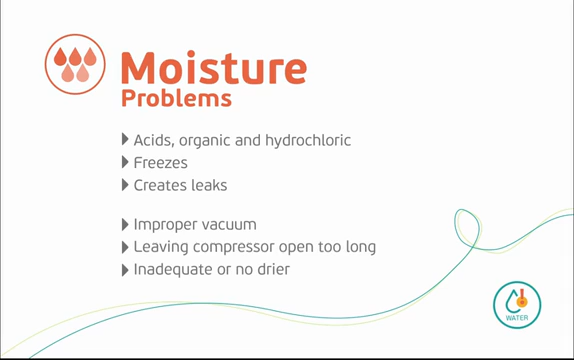 Moisture
Problems
Acids, organic and hydrochloric
Freezes
Creates leaks
Improper vacuum
Leaving compressor open too long
Inadequate or no drier
WATER